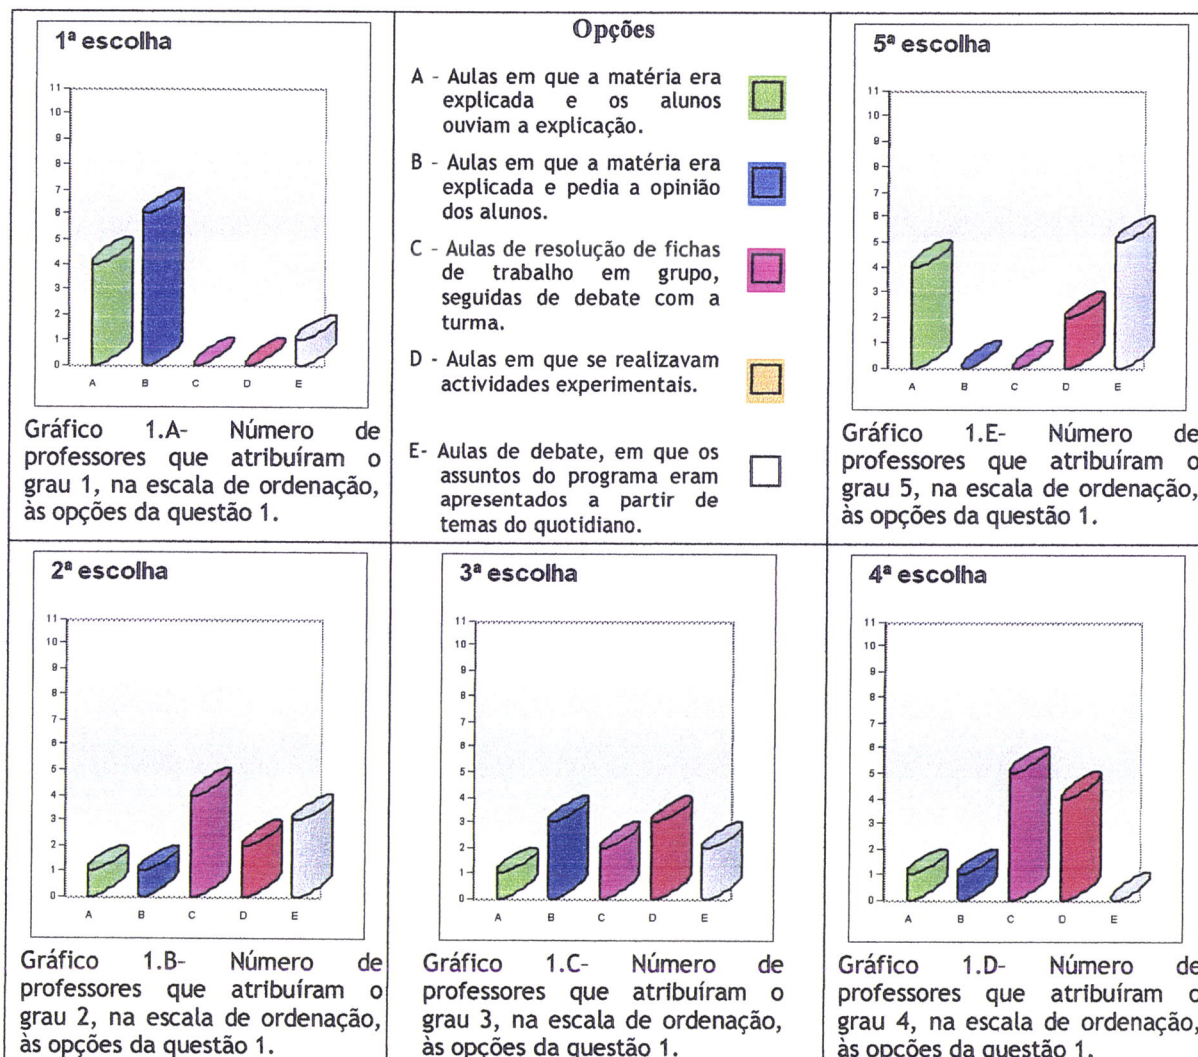 1ª escolha
11
10
9
8
7
6
5
4
3
2
1
0
A B C D E
Gráfico 1.A- Número de
professores que atribuíram o
grau 1, na escala de ordenação,
às opções da questão 1.
Opções
A - Aulas em que a matéria era
explicada e os alunos
ouviam a explicação.
B - Aulas em que a matéria era
explicada e pedia a opinião
dos alunos.
C - Aulas de resolução de fichas
de trabalho em grupo,
seguidas de debate com a
turma.
D - Aulas em que se realizavam
actividades experimentais.
E- Aulas de debate, em que os
assuntos do programa eram
apresentados a partir de
temas do quotidiano.
5ª escolha
11
10
9
8
7
6
5
4
3
2
1
0
A B C D E
Gráfico 1.E- Número de
professores que atribuíram o
grau 5, na escala de ordenação,
às opções da questão 1.
2ª escolha
11
10
9
8
7
6
5
4
3
2
1
0
A B C D E
Gráfico 1.B- Número de
professores que atribuíram o
grau 2, na escala de ordenação,
às opções da questão 1.
3ª escolha
11
10
9
8
7
6
5
4
3
2
1
0
A B C D E
Gráfico 1.C- Número de
professores que atribuíram o
grau 3, na escala de ordenação,
às opções da questão 1.
4ª escolha
11
10
9
8
7
6
5
4
3
2
1
0
A B C D E
Gráfico 1.D- Número de
professores que atribuíram o
grau 4, na escala de ordenação,
às opções da questão 1.